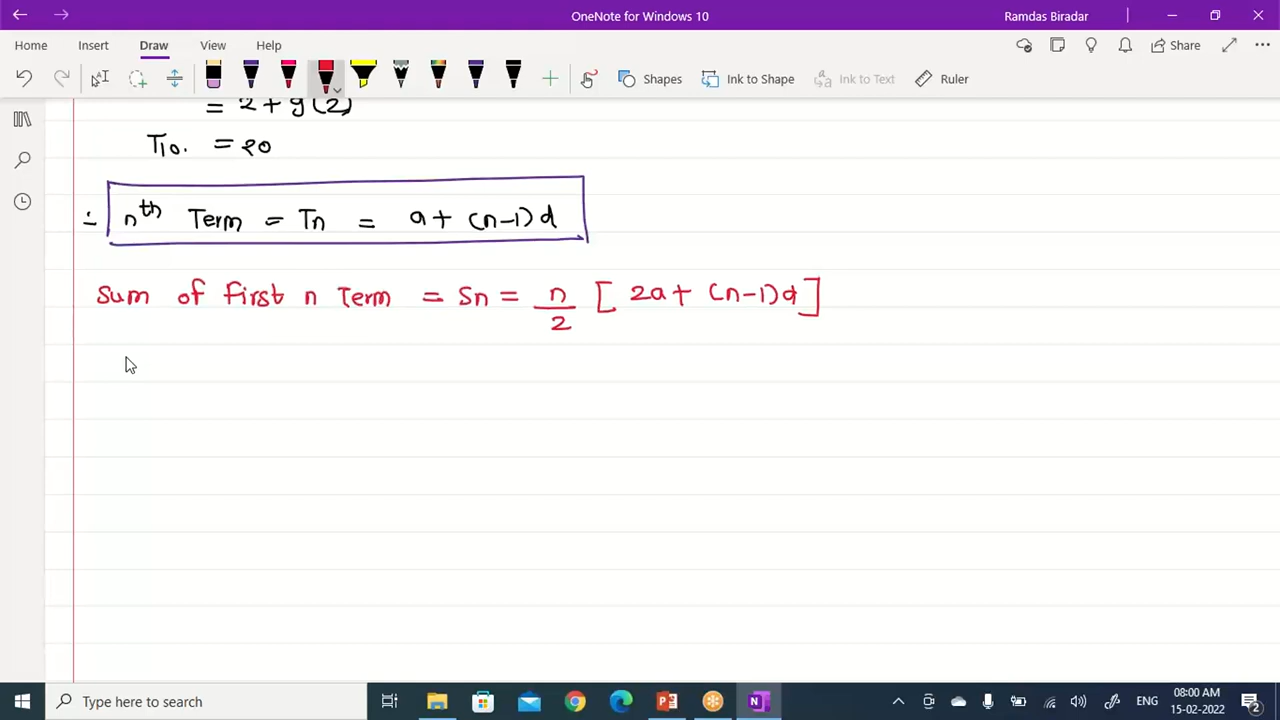 OneNote for Windows 10
Ramdas Biradar
Home Insert Draw View Help Share
Shapes Ink to Shape Ink to Text Ruler
= 2 + 9(2)
T10. = 20
∴ nth Term = Tn = a + (n-1)d
Sum of first n Term = Sn = n/2 [2a + (n-1)d]
Type here to search
ENG
08:00 AM
15-02-2022
2